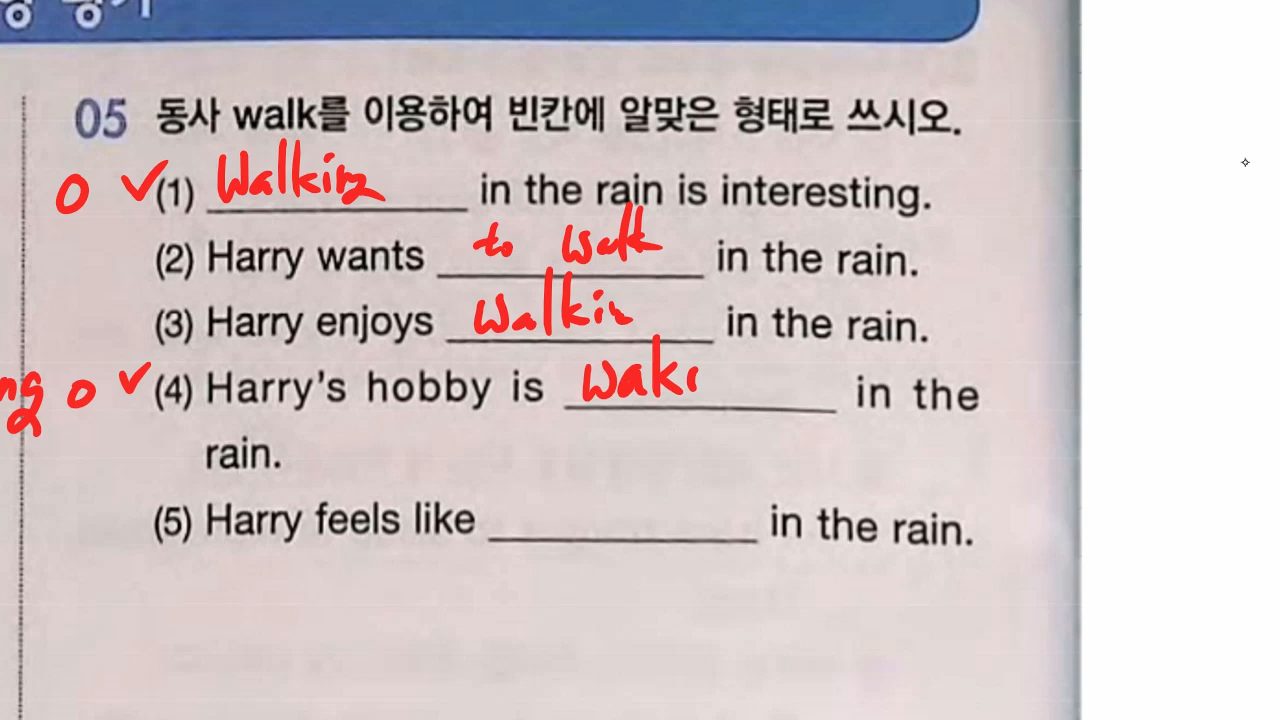 05 동사 walk를 이용하여 빈칸에 알맞은 형태로 쓰시오.
o ✓(1) Walking in the rain is interesting.
(2) Harry wants to walk in the rain.
(3) Harry enjoys walkin in the rain.
ng o ✓(4) Harry's hobby is in the
rain.
(5) Harry feels like ____ in the rain.